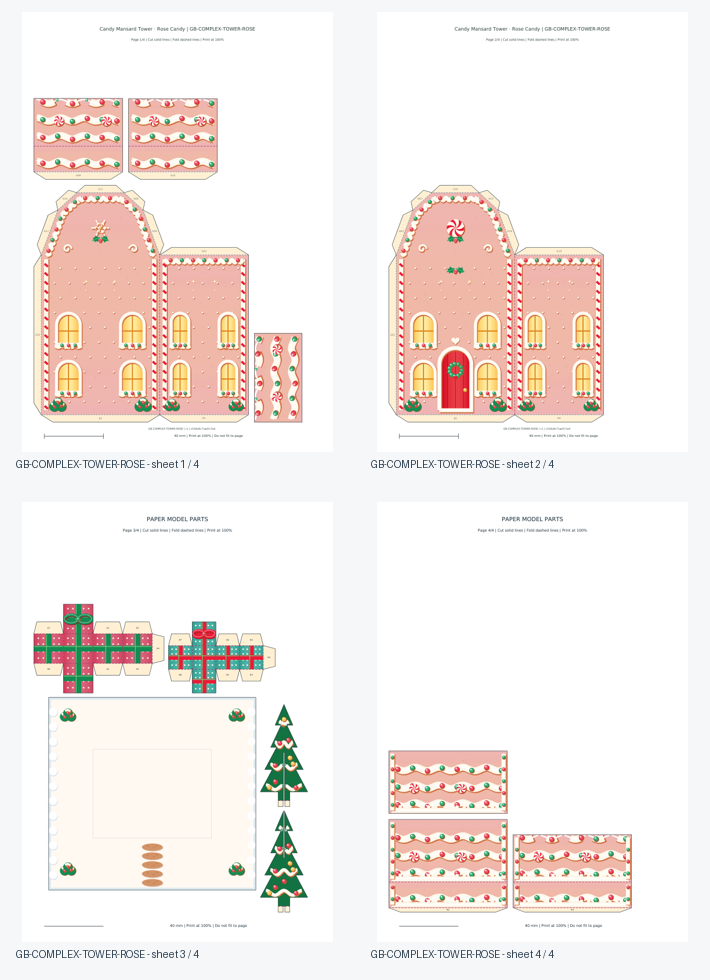 Candy Mansard Tower · Rose Candy | GB-COMPLEX-TOWER-ROSE
Page 1/4 | Cut solid lines | Fold dashed lines | Print at 100%
40 mm | Print at 100% | Do not fit to page
GB-COMPLEX-TOWER-ROSE - sheet 1 / 4
Candy Mansard Tower · Rose Candy | GB-COMPLEX-TOWER-ROSE
Page 2/4 | Cut solid lines | Fold dashed lines | Print at 100%
40 mm | Print at 100% | Do not fit to page
GB-COMPLEX-TOWER-ROSE - sheet 2 / 4
PAPER MODEL PARTS
Page 3/4 | Cut solid lines | Fold dashed lines | Print at 100%
40 mm | Print at 100% | Do not fit to page
GB-COMPLEX-TOWER-ROSE - sheet 3 / 4
PAPER MODEL PARTS
Page 4/4 | Cut solid lines | Fold dashed lines | Print at 100%
40 mm | Print at 100% | Do not fit to page
GB-COMPLEX-TOWER-ROSE - sheet 4 / 4